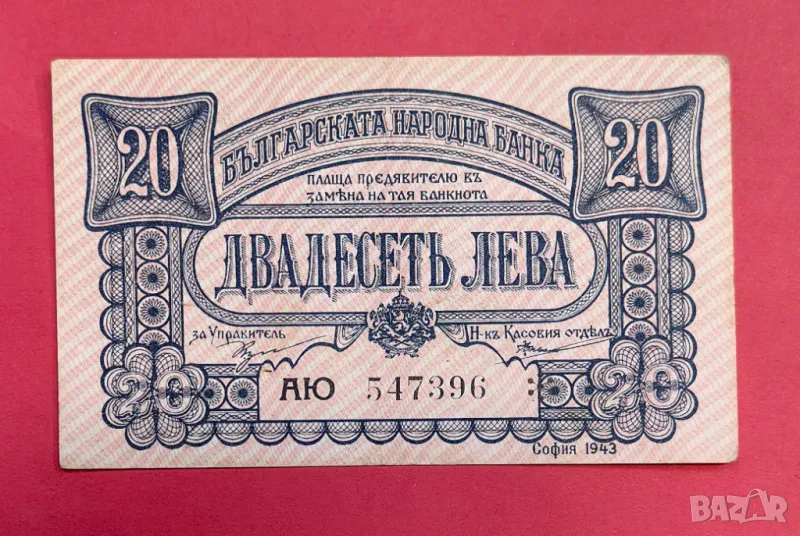 20 20
БЪЛГАРСКАТА НАРОДНА БАНКА
ПЛАЩА ПРЕДЯВИТЕЛЮ ВЪ
ЗАМѢНА НА ТАЯ БАНКНОТА
ДВАДЕСЕТЬ ЛЕВА
за Управитель Н-къ Касовия отдѣлъ
20 АЮ 547396 20
София 1943
BAZAR